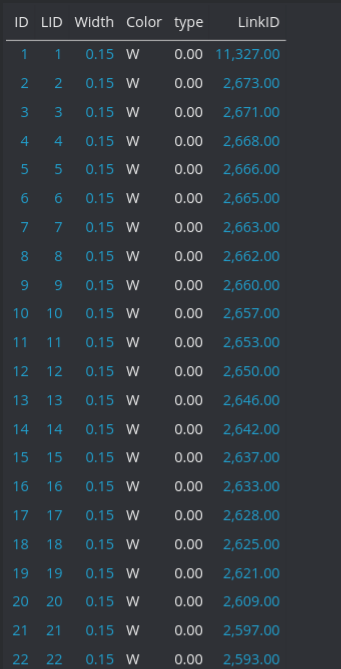 ID LID Width Color type LinkID
1 1 0.15 W 0.00 11,327.00
2 2 0.15 W 0.00 2,673.00
3 3 0.15 W 0.00 2,671.00
4 4 0.15 W 0.00 2,668.00
5 5 0.15 W 0.00 2,666.00
6 6 0.15 W 0.00 2,665.00
7 7 0.15 W 0.00 2,663.00
8 8 0.15 W 0.00 2,662.00
9 9 0.15 W 0.00 2,660.00
10 10 0.15 W 0.00 2,657.00
11 11 0.15 W 0.00 2,653.00
12 12 0.15 W 0.00 2,650.00
13 13 0.15 W 0.00 2,646.00
14 14 0.15 W 0.00 2,642.00
15 15 0.15 W 0.00 2,637.00
16 16 0.15 W 0.00 2,633.00
17 17 0.15 W 0.00 2,628.00
18 18 0.15 W 0.00 2,625.00
19 19 0.15 W 0.00 2,621.00
20 20 0.15 W 0.00 2,609.00
21 21 0.15 W 0.00 2,597.00
22 22 0.15 W 0.00 2,593.00